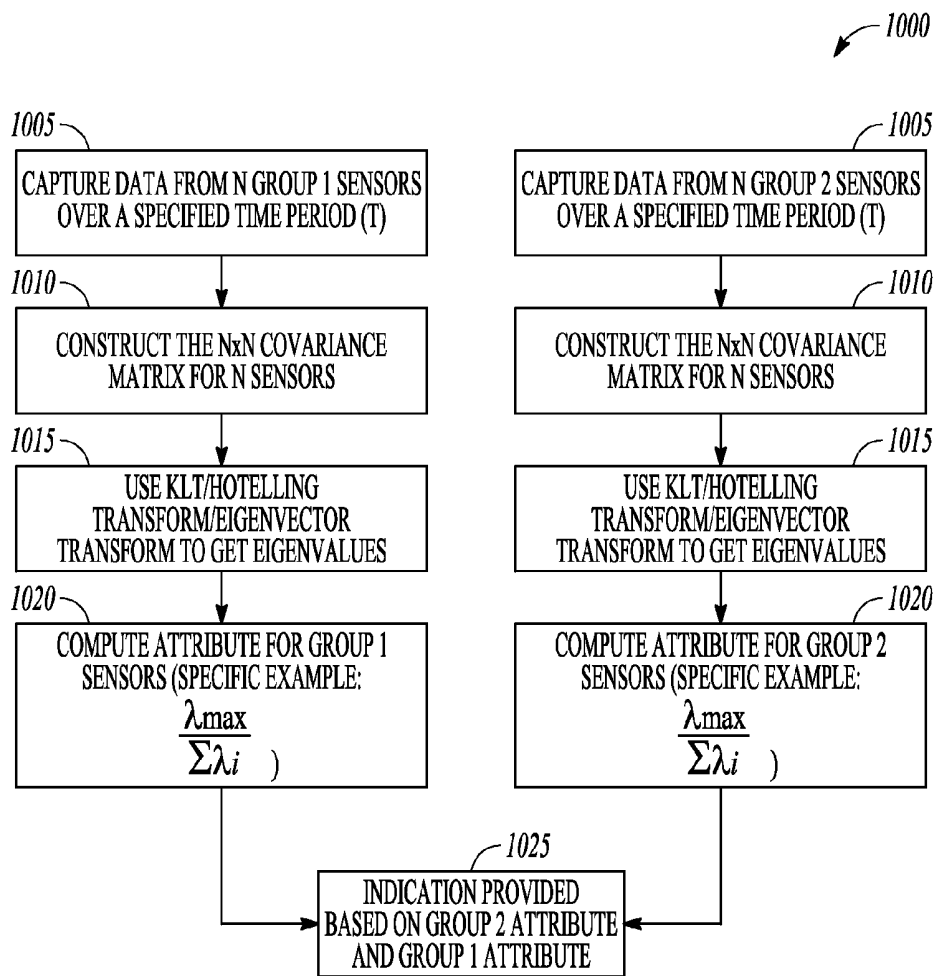 1000
1005
CAPTURE DATA FROM N GROUP 1 SENSORS
OVER A SPECIFIED TIME PERIOD (T)
1010
CONSTRUCT THE NxN COVARIANCE
MATRIX FOR N SENSORS
1015
USE KLT/HOTELLING
TRANSFORM/EIGENVECTOR
TRANSFORM TO GET EIGENVALUES
1020
COMPUTE ATTRIBUTE FOR GROUP 1
SENSORS (SPECIFIC EXAMPLE:
λmax
Σλi )
1005
CAPTURE DATA FROM N GROUP 2 SENSORS
OVER A SPECIFIED TIME PERIOD (T)
1010
CONSTRUCT THE NxN COVARIANCE
MATRIX FOR N SENSORS
1015
USE KLT/HOTELLING
TRANSFORM/EIGENVECTOR
TRANSFORM TO GET EIGENVALUES
1020
COMPUTE ATTRIBUTE FOR GROUP 2
SENSORS (SPECIFIC EXAMPLE:
λmax
Σλi )
1025
INDICATION PROVIDED
BASED ON GROUP 2 ATTRIBUTE
AND GROUP 1 ATTRIBUTE